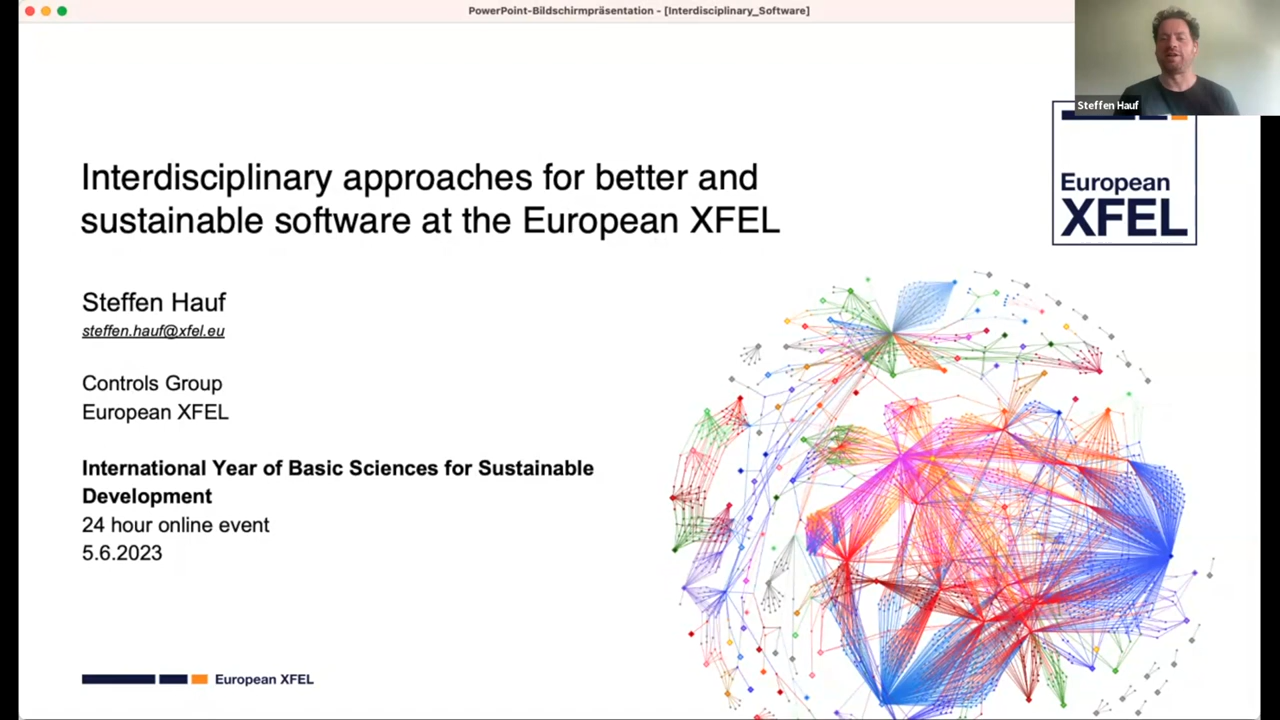 PowerPoint-Bildschirmpräsentation - [Interdisciplinary_Software]
Steffen Hauf
European
XFEL
Interdisciplinary approaches for better and
sustainable software at the European XFEL
Steffen Hauf
steffen.hauf@xfel.eu
Controls Group
European XFEL
International Year of Basic Sciences for Sustainable
Development
24 hour online event
5.6.2023
European XFEL